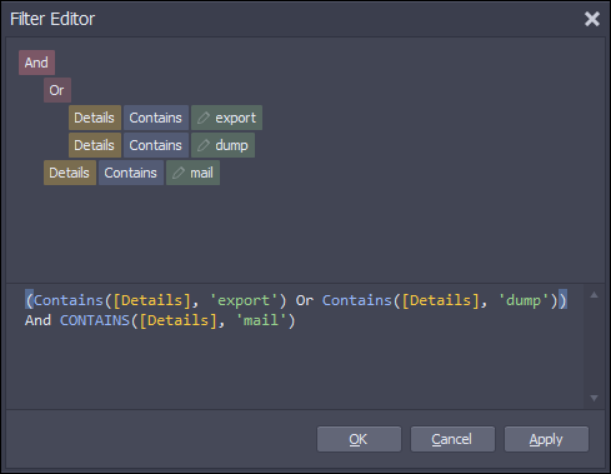 Filter Editor
And
Or
Details Contains export
Details Contains dump
Details Contains mail
(Contains([Details], 'export') Or Contains([Details], 'dump'))
And CONTAINS([Details], 'mail')
OK Cancel Apply